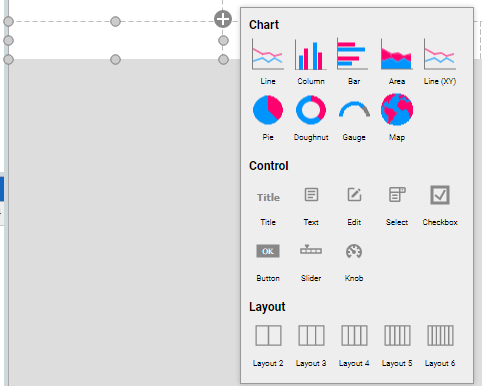 Chart
Line Column Bar Area Line (XY)
Pie Doughnut Gauge Map
Control
Title
Title Text Edit Select Checkbox
OK
Button Slider Knob
Layout
Layout 2 Layout 3 Layout 4 Layout 5 Layout 6